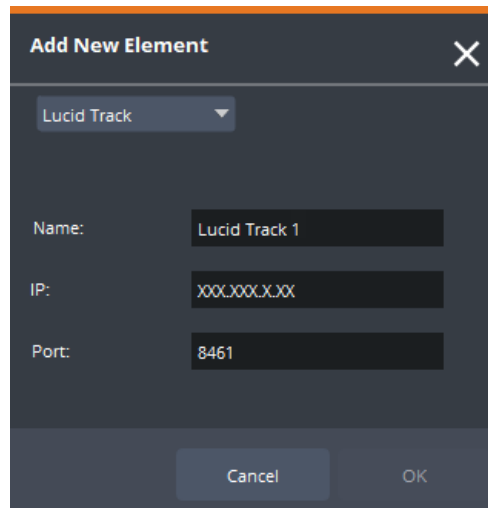 Add New Element
Lucid Track
Name: Lucid Track 1
IP: XXX.XXX.X.XX
Port: 8461
Cancel OK